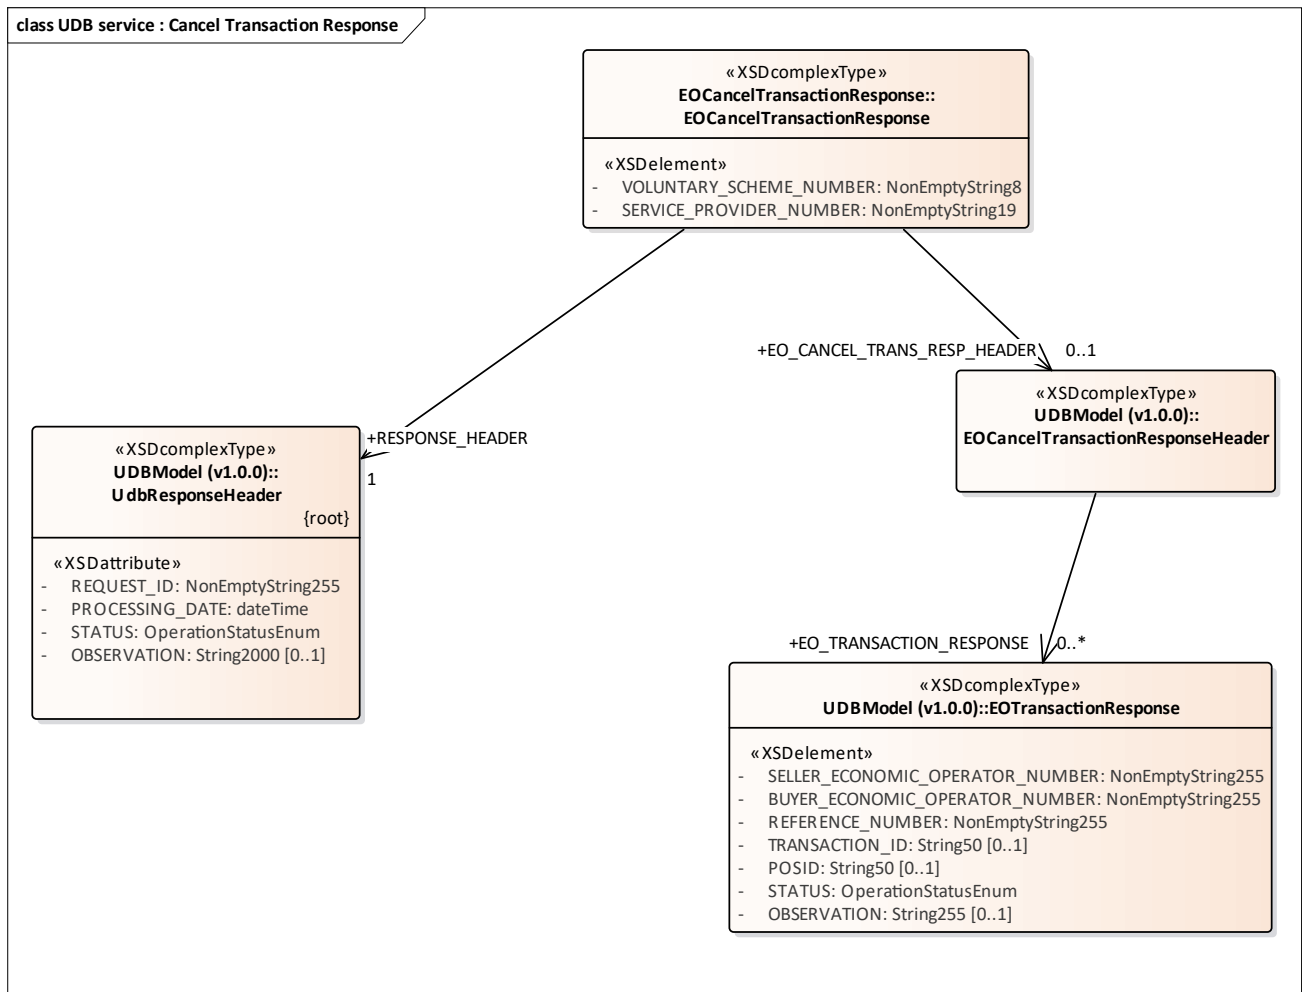 class UDB service : Cancel Transaction Response
«XSDcomplexType»
EOCancelTransactionResponse::
EOCancelTransactionResponse
«XSDelement»
- VOLUNTARY_SCHEME_NUMBER: NonEmptyString8
- SERVICE_PROVIDER_NUMBER: NonEmptyString19
+EO_CANCEL_TRANS_RESP_HEADER 0..1
«XSDcomplexType»
UDBModel (v1.0.0)::
EOCancelTransactionResponseHeader
+RESPONSE_HEADER
1
«XSDcomplexType»
UDBModel (v1.0.0)::
UdbResponseHeader
{root}
«XSDattribute»
- REQUEST_ID: NonEmptyString255
- PROCESSING_DATE: dateTime
- STATUS: OperationStatusEnum
- OBSERVATION: String2000 [0..1]
+EO_TRANSACTION_RESPONSE 0..*
«XSDcomplexType»
UDBModel (v1.0.0)::EOTransactionResponse
«XSDelement»
- SELLER_ECONOMIC_OPERATOR_NUMBER: NonEmptyString255
- BUYER_ECONOMIC_OPERATOR_NUMBER: NonEmptyString255
- REFERENCE_NUMBER: NonEmptyString255
- TRANSACTION_ID: String50 [0..1]
- POSID: String50 [0..1]
- STATUS: OperationStatusEnum
- OBSERVATION: String255 [0..1]